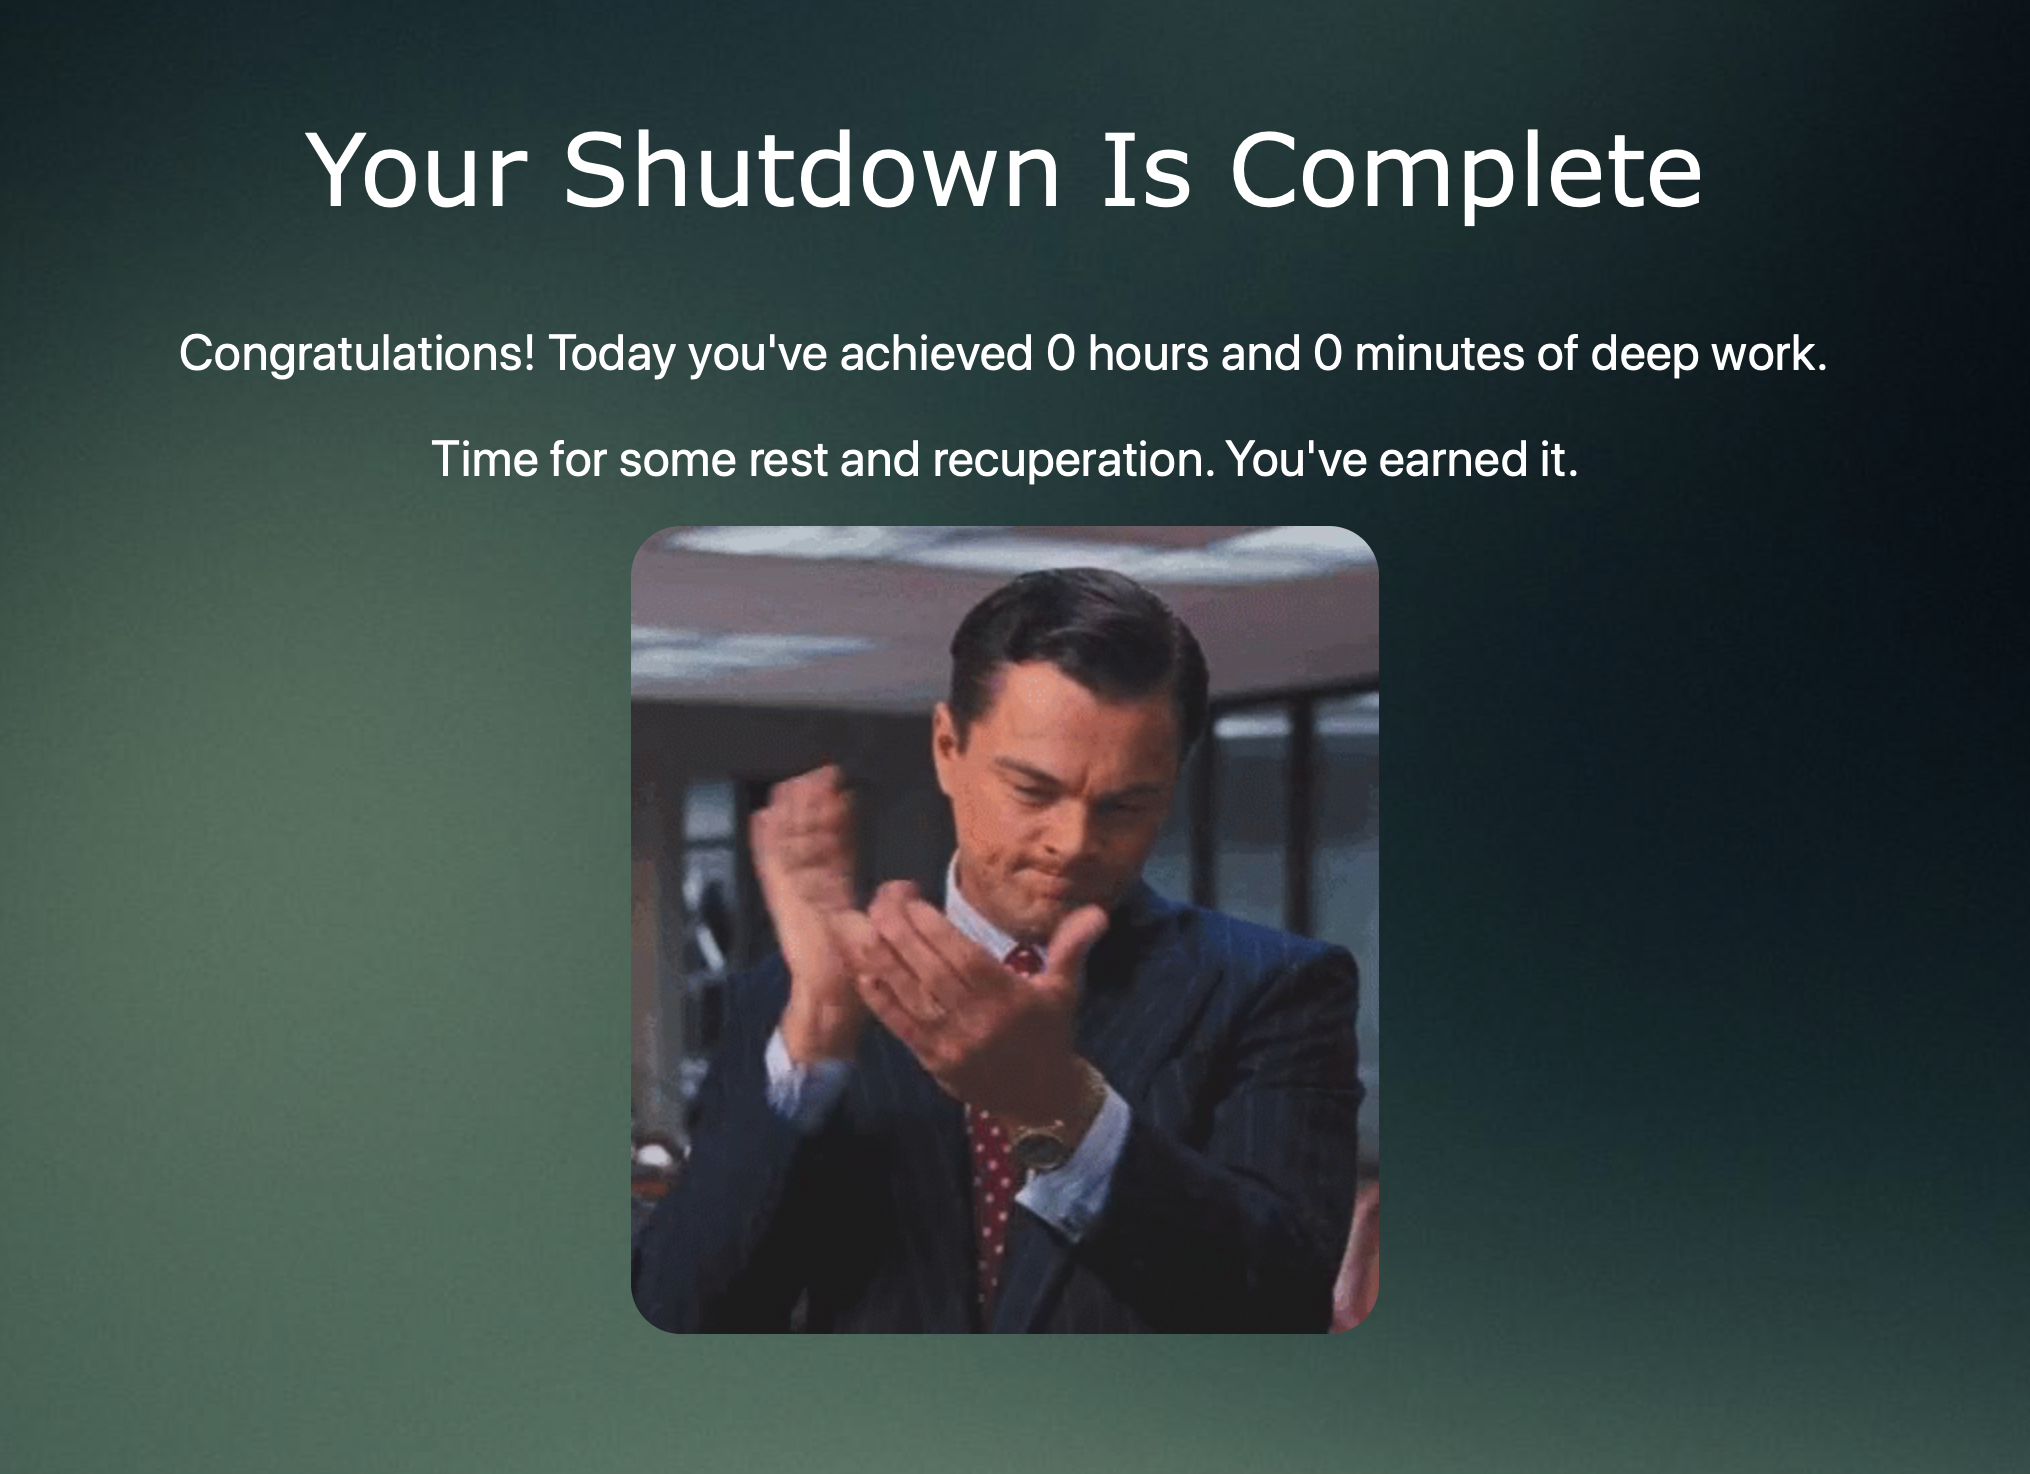 Your Shutdown Is Complete
Congratulations! Today you've achieved 0 hours and 0 minutes of deep work.
Time for some rest and recuperation. You've earned it.